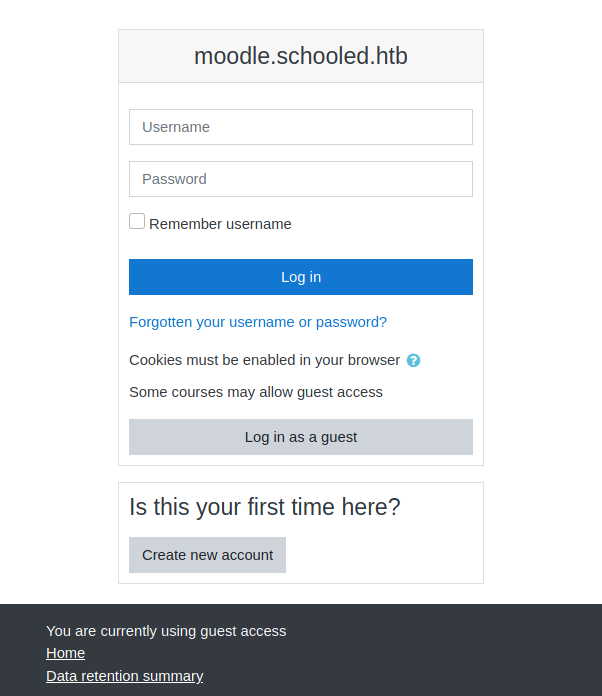 moodle.schooled.htb
Username
Password
Remember username
Log in
Forgotten your username or password?
Cookies must be enabled in your browser ?
Some courses may allow guest access
Log in as a guest
Is this your first time here?
Create new account
You are currently using guest access
Home
Data retention summary